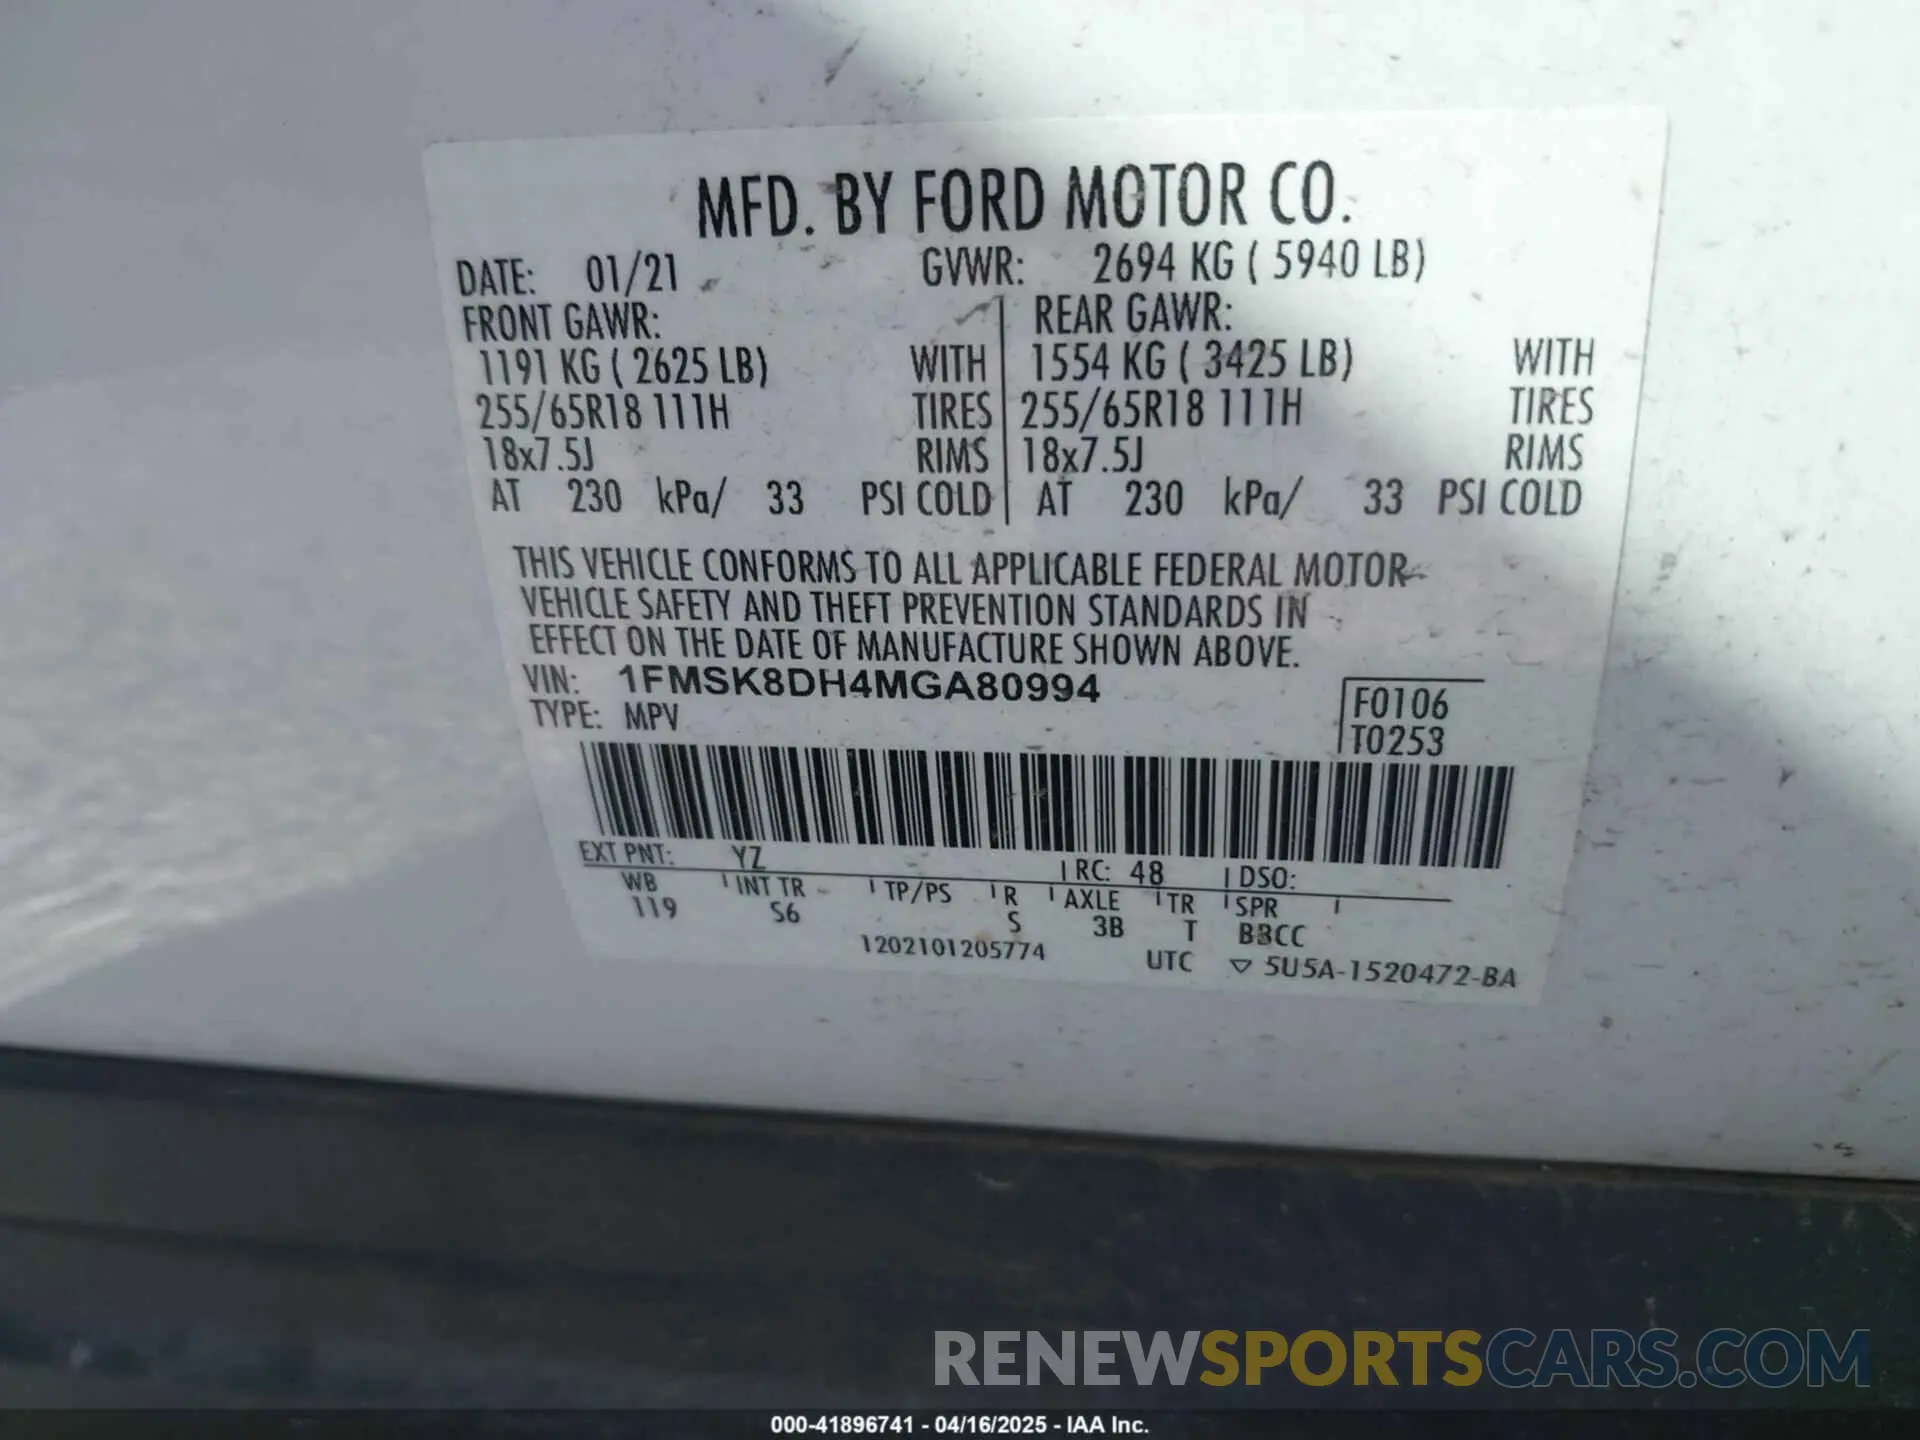 MFD. BY FORD MOTOR CO.
DATE: 01/21 GVWR: 2694 KG ( 5940 LB)
FRONT GAWR: REAR GAWR:
1191 KG ( 2625 LB) WITH 1554 KG ( 3425 LB) WITH
255/65R18 111H TIRES 255/65R18 111H TIRES
18x7.5J RIMS 18x7.5J RIMS
AT 230 kPa/ 33 PSI COLD AT 230 kPa/ 33 PSI COLD
THIS VEHICLE CONFORMS TO ALL APPLICABLE FEDERAL MOTOR
VEHICLE SAFETY AND THEFT PREVENTION STANDARDS IN
EFFECT ON THE DATE OF MANUFACTURE SHOWN ABOVE.
VIN: 1FMSK8DH4MGA80994
TYPE: MPV
F0106
T0253
EXT PNT: YZ RC: 48 DSO:
WB INT TR TP/PS R AXLE TR SPR
119 S6 S 3B T BBCC
1202101205774 UTC ▽ 5U5A-1520472-BA
RENEWSPORTSCARS.COM
000-41896741 - 04/16/2025 - IAA Inc.